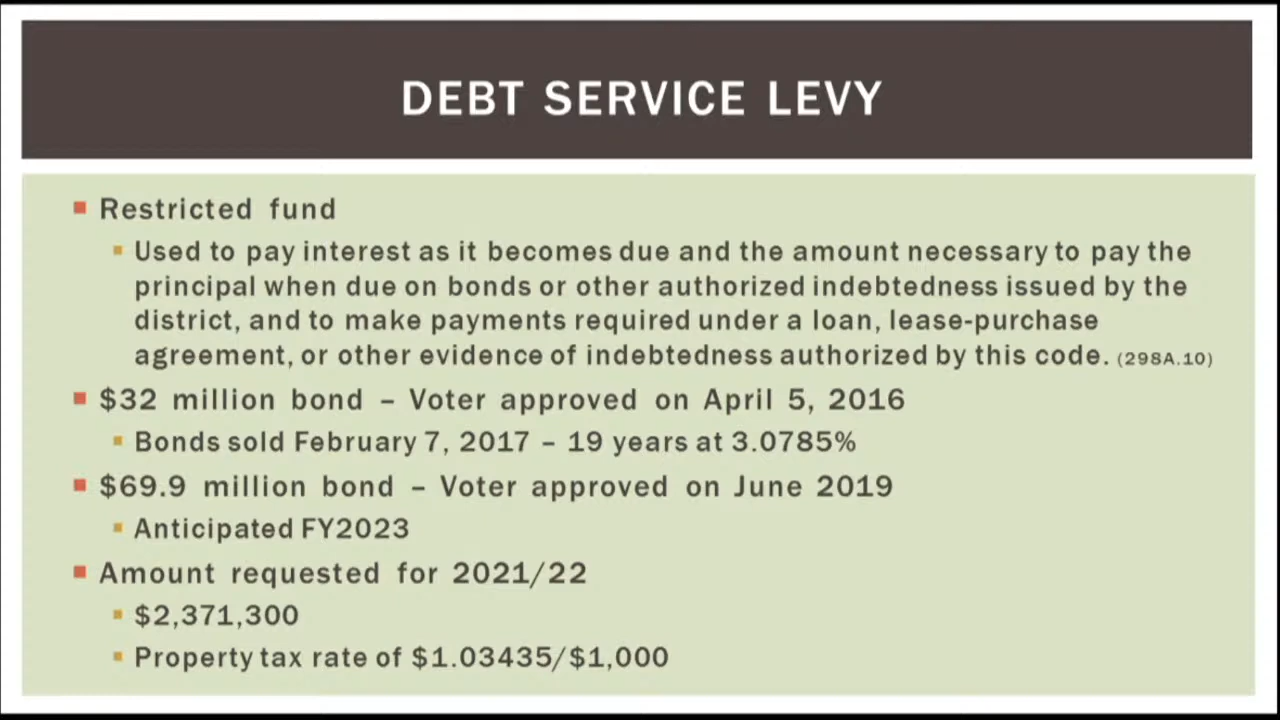 DEBT SERVICE LEVY
Restricted fund
Used to pay interest as it becomes due and the amount necessary to pay the
principal when due on bonds or other authorized indebtedness issued by the
district, and to make payments required under a loan, lease-purchase
agreement, or other evidence of indebtedness authorized by this code. (298A.10)
$32 million bond – Voter approved on April 5, 2016
Bonds sold February 7, 2017 – 19 years at 3.0785%
$69.9 million bond – Voter approved on June 2019
Anticipated FY2023
Amount requested for 2021/22
$2,371,300
Property tax rate of $1.03435/$1,000